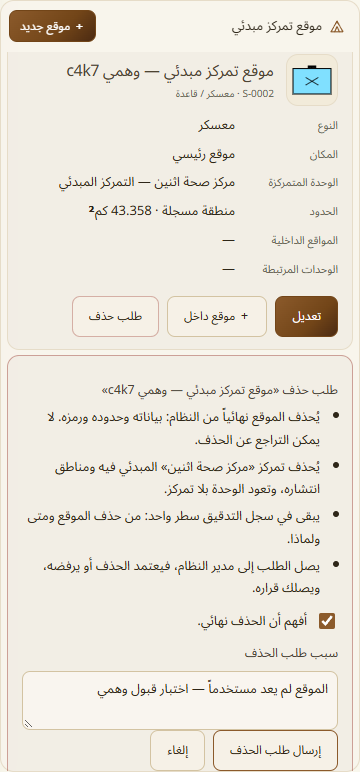 موقع تمركز مبدئي
+ موقع جديد
موقع تمركز مبدئي — وهمي c4k7
S-0002 · معسكر / قاعدة
النوع معسكر
المكان موقع رئيسي
الوحدة المتمركزة مركز صحة اثنين — التمركز المبدئي
الحدود منطقة مسجلة · 43.358 كم²
المواقع الداخلية —
الوحدات المرتبطة —
تعديل
+ موقع داخل
طلب حذف
طلب حذف «موقع تمركز مبدئي — وهمي c4k7»
• يُحذف الموقع نهائياً من النظام: بياناته وحدوده ورمزه. لا
يمكن التراجع عن الحذف.
• يُحذف تمركز «مركز صحة اثنين» المبدئي فيه ومناطق
انتشاره، وتعود الوحدة بلا تمركز.
• يبقى في سجل التدقيق سطر واحد: من حذف الموقع ومتى
ولماذا.
• يصل الطلب إلى مدير النظام، فيعتمد الحذف أو يرفضه،
ويصلك قراره.
أفهم أن الحذف نهائي.
سبب طلب الحذف
الموقع لم يعد مستخدماً — اختبار قبول وهمي
إرسال طلب الحذف
إلغاء